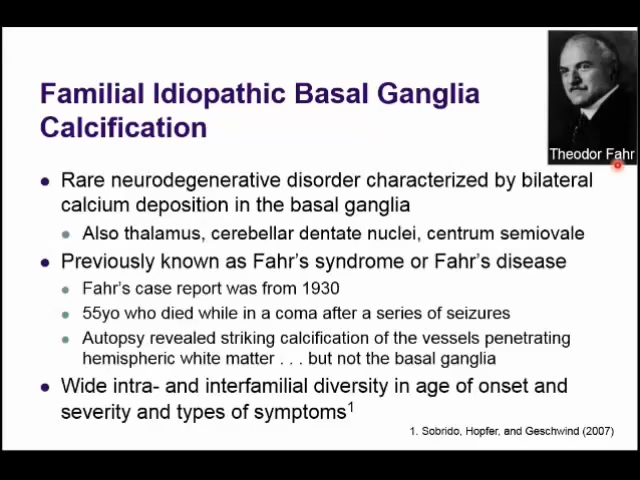 Familial Idiopathic Basal Ganglia
Calcification
Theodor Fahr
Rare neurodegenerative disorder characterized by bilateral
calcium deposition in the basal ganglia
Also thalamus, cerebellar dentate nuclei, centrum semiovale
Previously known as Fahr's syndrome or Fahr's disease
Fahr's case report was from 1930
55yo who died while in a coma after a series of seizures
Autopsy revealed striking calcification of the vessels penetrating
hemispheric white matter . . . but not the basal ganglia
Wide intra- and interfamilial diversity in age of onset and
severity and types of symptoms1
1. Sobrido, Hopfer, and Geschwind (2007)